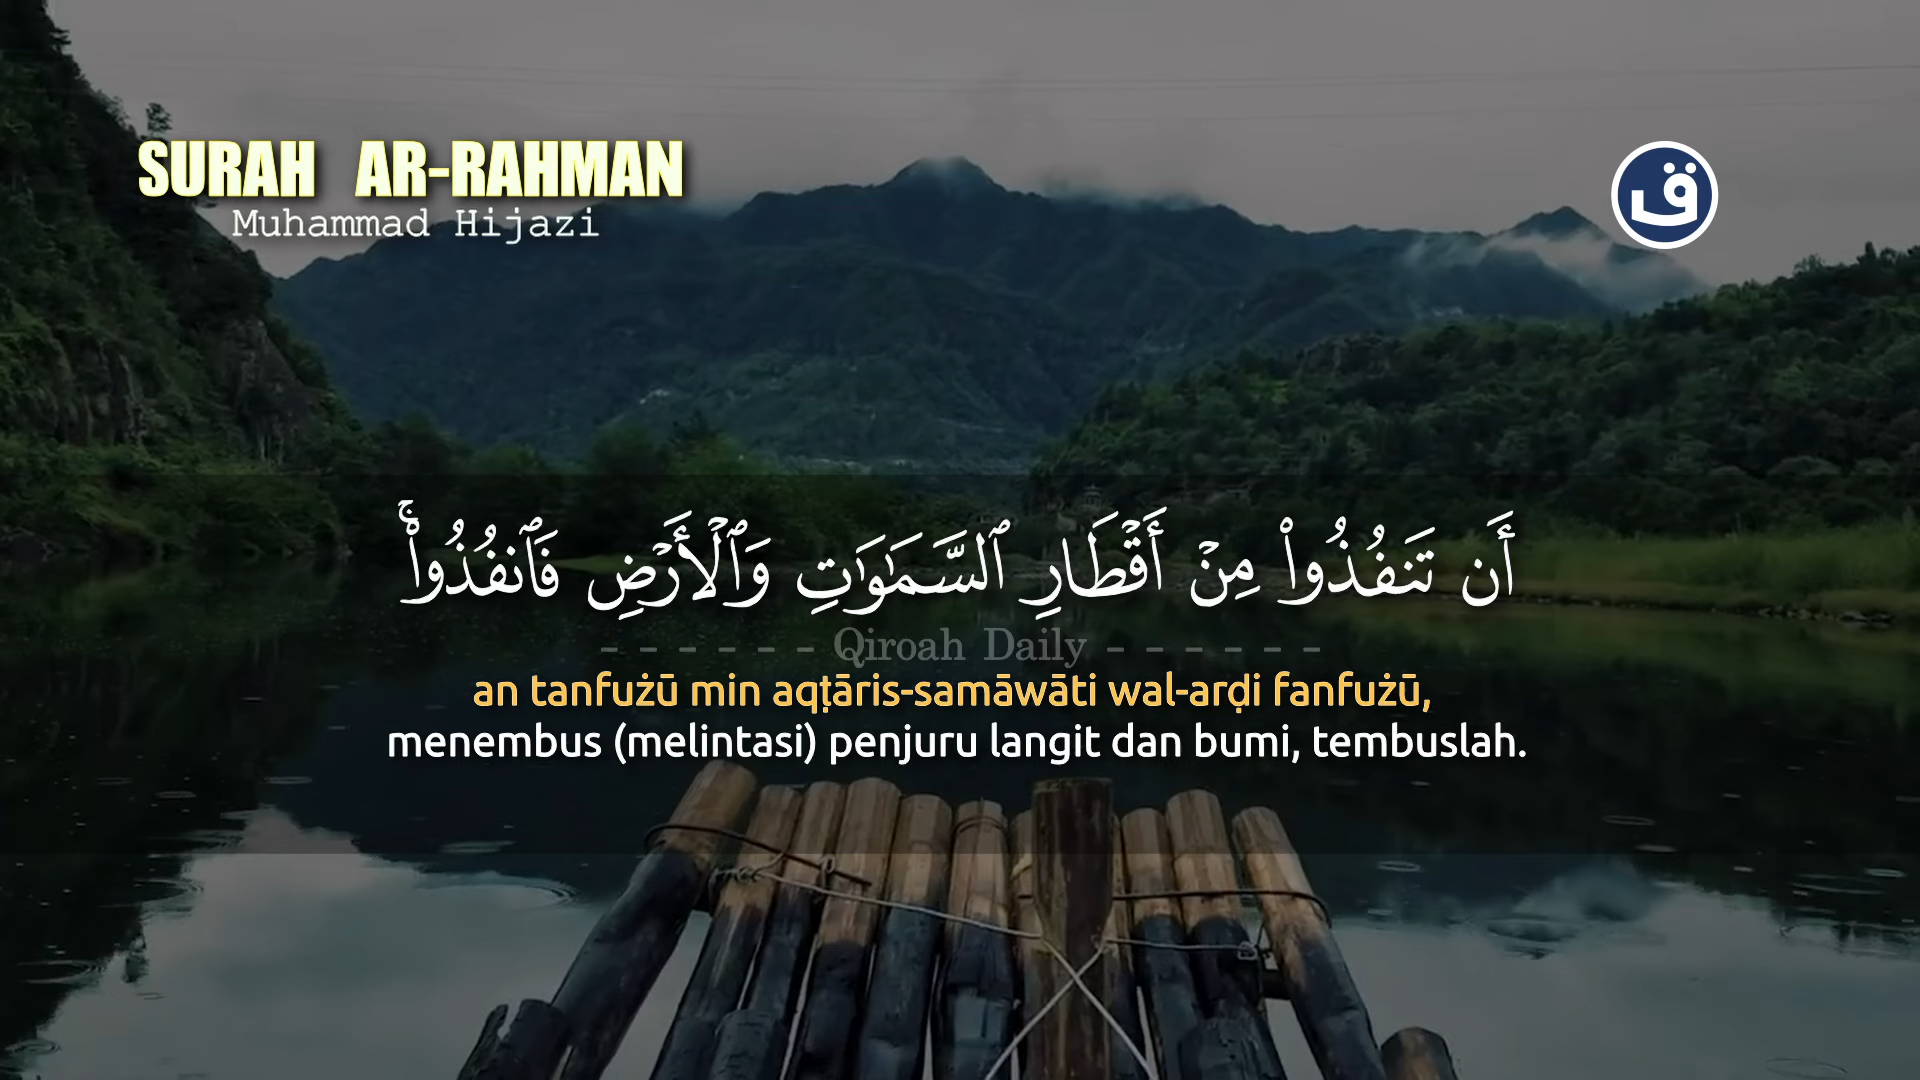 SURAH AR-RAHMAN
Muhammad Hijazi
ق
أَن تَنفُذُوا۟ مِنْ أَقْطَارِ ٱلسَّمَـٰوَٰتِ وَٱلْأَرْضِ فَٱنفُذُوا۟ ۚ
- - - - - - Qiroah Daily - - - - - -
an tanfużū min aqṭāris-samāwāti wal-arḍi fanfużū,
menembus (melintasi) penjuru langit dan bumi, tembuslah.